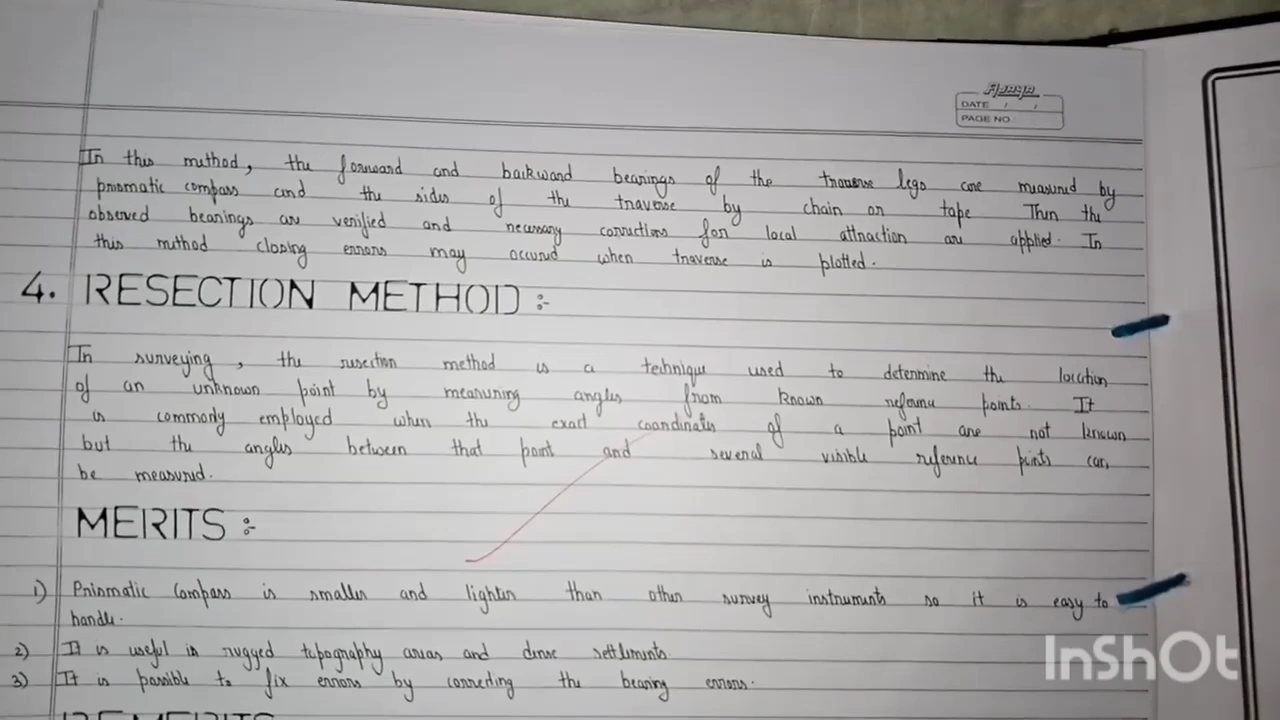 Ajaya
DATE / /
PAGE NO.
In this method, the forward and backward bearings of the traverse legs are measured by
prismatic compass and the sides of the traverse by chain or tape Then the
observed bearings are verified and necessary corrections for local attraction are applied. In
this method closing errors may occured when traverse is plotted.
4. RESECTION METHOD :-
In surveying, the resection method is a technique used to determine the location
of an unknown point by measuring angles from known reference points. It
is commonly employed when the exact coordinates of a point are not known
but the angles between that point and several visible reference points can
be measured.
MERITS :-
1) Prismatic Compass is smaller and lighter than other survey instruments so it is easy to
handle.
2) It is useful in rugged topography areas and dense settlements.
3) It is possible to fix errors by correcting the bearing errors.
InShOt